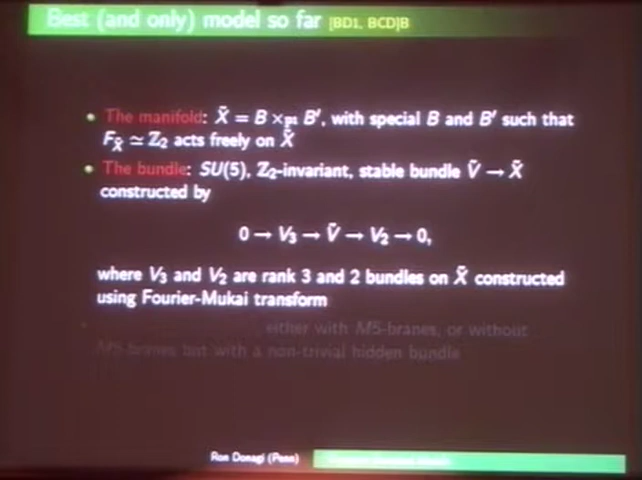 Best (and only) model so far [BD1, BCD]B
• The manifold: X̃ = B ×_P¹ B′, with special B and B′ such that
F_X̃ ≃ Z₂ acts freely on X̃
• The bundle: SU(5), Z₂-invariant, stable bundle Ṽ → X̃
constructed by
0 → V₃ → Ṽ → V₂ → 0,
where V₃ and V₂ are rank 3 and 2 bundles on X̃ constructed
using Fourier-Mukai transform
either with M5-branes, or without
M5-branes but with a non-trivial hidden bundle
Ron Donagi (Penn)